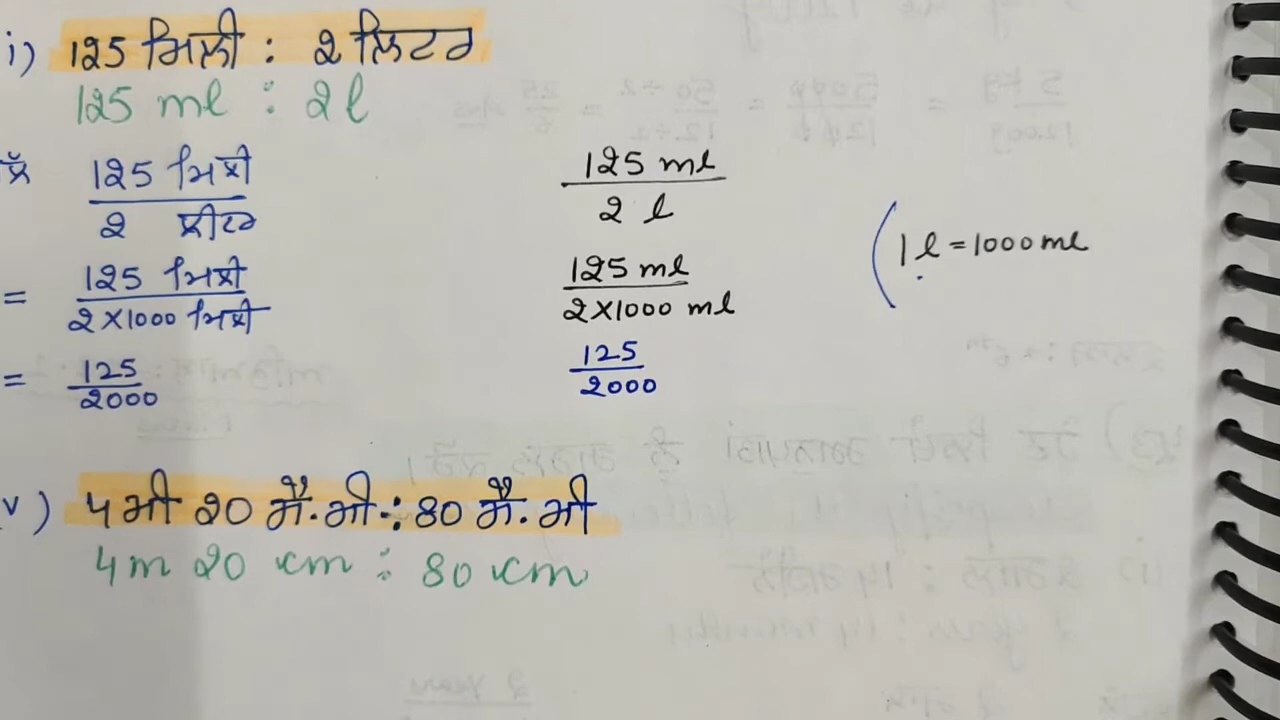 i) 125 ਮਿਲੀ : 2 ਲਿਟਰ
125 ml : 2 l
125 ਮਿਲੀ / 2 ਲੀਟਰ
125 ml / 2 l
1 l = 1000 ml
= 125 ਮਿਲੀ / 2 × 1000 ਮਿਲੀ
125 ml / 2 × 1000 ml
= 125 / 2000
125 / 2000
v) 4 ਮੀ 20 ਸੈਂ.ਮੀ : 80 ਸੈਂ.ਮੀ
4 m 20 cm : 80 cm